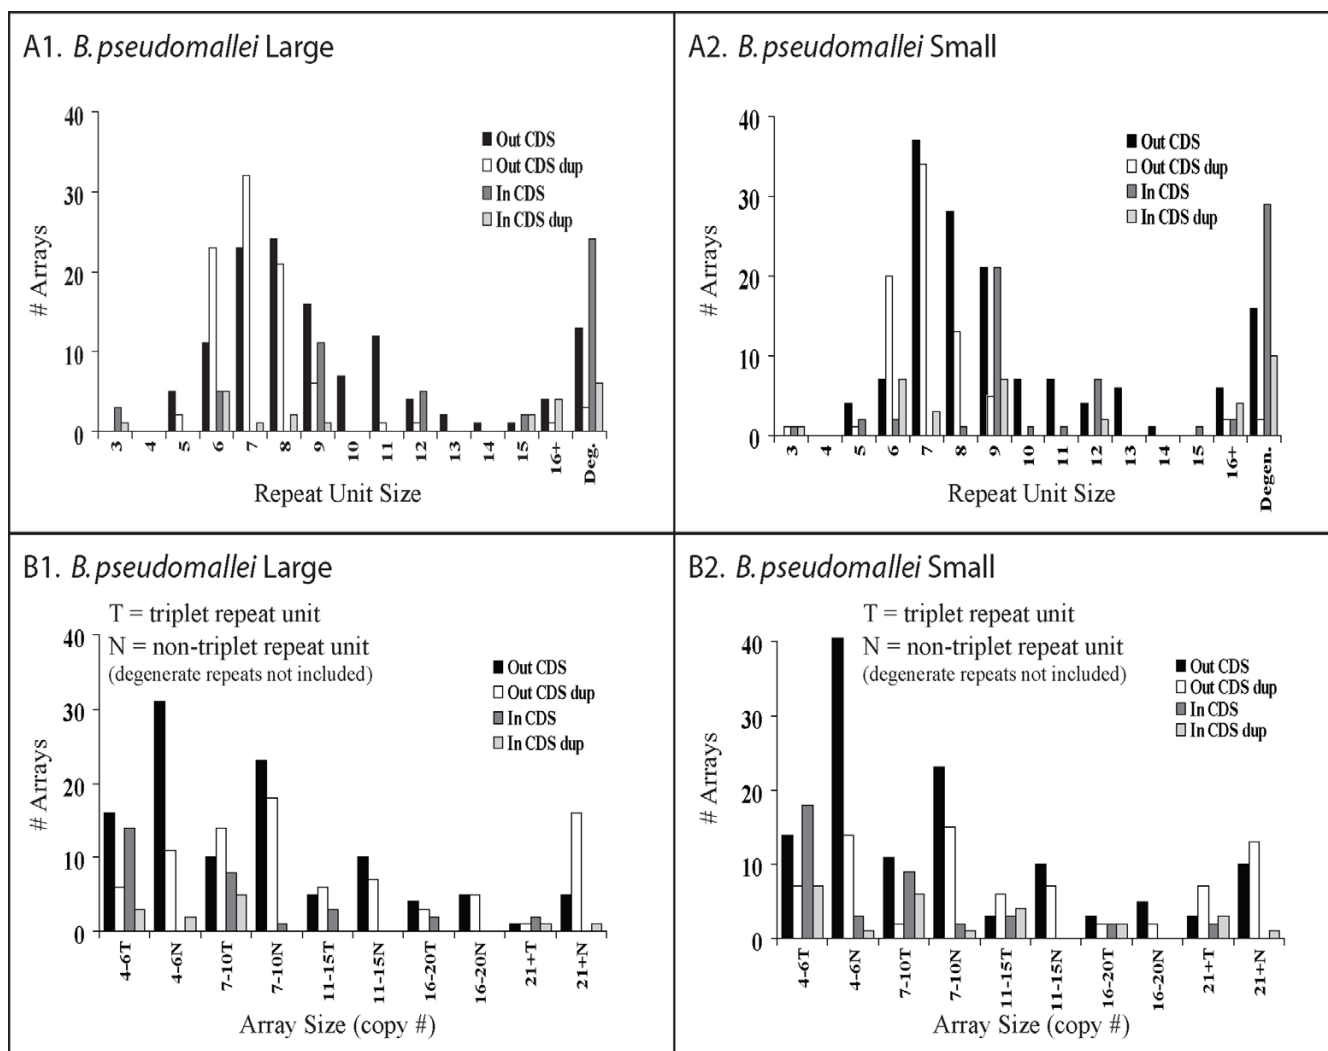 A1. B. pseudomallei Large
40
30
20
10
0
# Arrays
Out CDS
Out CDS dup
In CDS
In CDS dup
3 4 5 6 7 8 9 10 11 12 13 14 15 16+ Deg.
Repeat Unit Size
A2. B. pseudomallei Small
40
30
20
10
0
# Arrays
Out CDS
Out CDS dup
In CDS
In CDS dup
3 4 5 6 7 8 9 10 11 12 13 14 15 16+ Degen.
Repeat Unit Size
B1. B. pseudomallei Large
T = triplet repeat unit
N = non-triplet repeat unit
(degenerate repeats not included)
40
30
20
10
0
# Arrays
Out CDS
Out CDS dup
In CDS
In CDS dup
4-6T 4-6N 7-10T 7-10N 11-15T 11-15N 16-20T 16-20N 21+T 21+N
Array Size (copy #)
B2. B. pseudomallei Small
T = triplet repeat unit
N = non-triplet repeat unit
(degenerate repeats not included)
40
30
20
10
0
# Arrays
Out CDS
Out CDS dup
In CDS
In CDS dup
4-6T 4-6N 7-10T 7-10N 11-15T 11-15N 16-20T 16-20N 21+T 21+N
Array Size (copy #)